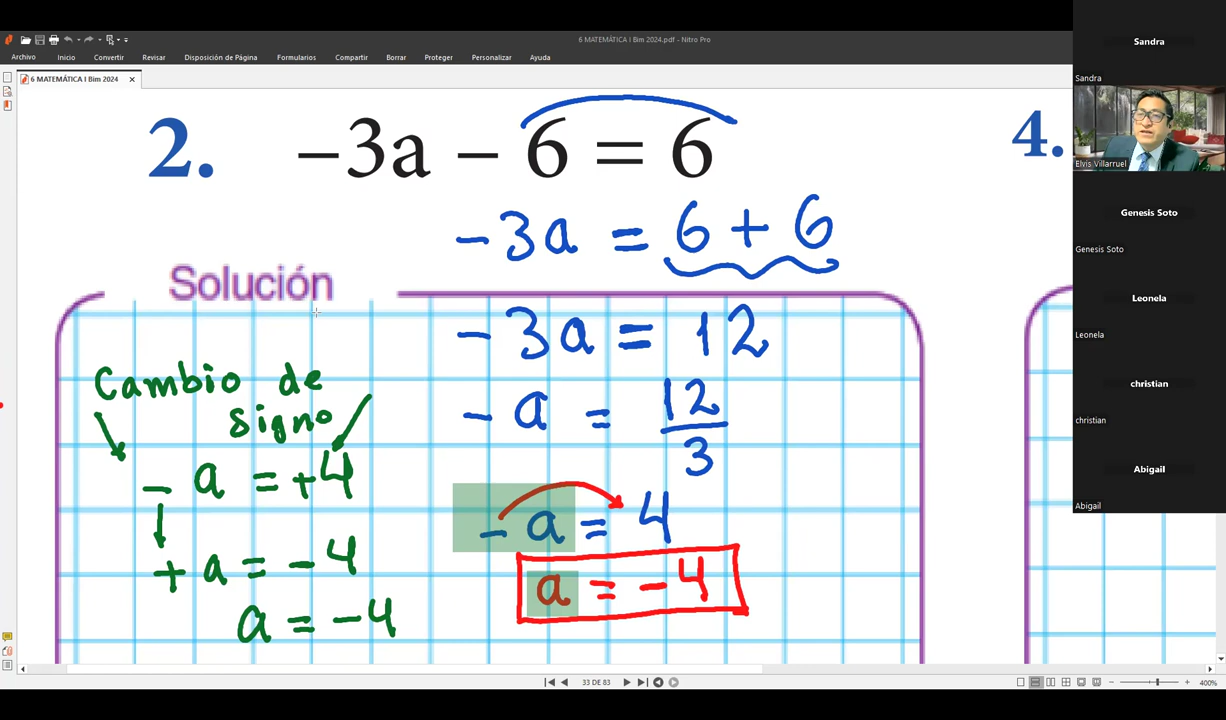 6 MATEMÁTICA I Bim 2024.pdf - Nitro Pro
Archivo Inicio Convertir Revisar Disposición de Página Formularios Compartir Borrar Proteger Personalizar Ayuda
6 MATEMÁTICA I Bim 2024 ×
2. −3a − 6 = 6
4.
-3a = 6 + 6
Solución
-3a = 12
-a = 12/3
-a = 4
a = -4
Cambio de
signo
-a = +4
+a = -4
a = -4
Sandra
Sandra
Elvis Villarruel
Genesis Soto
Genesis Soto
Leonela
Leonela
christian
christian
Abigail
Abigail
33 DE 83
400%